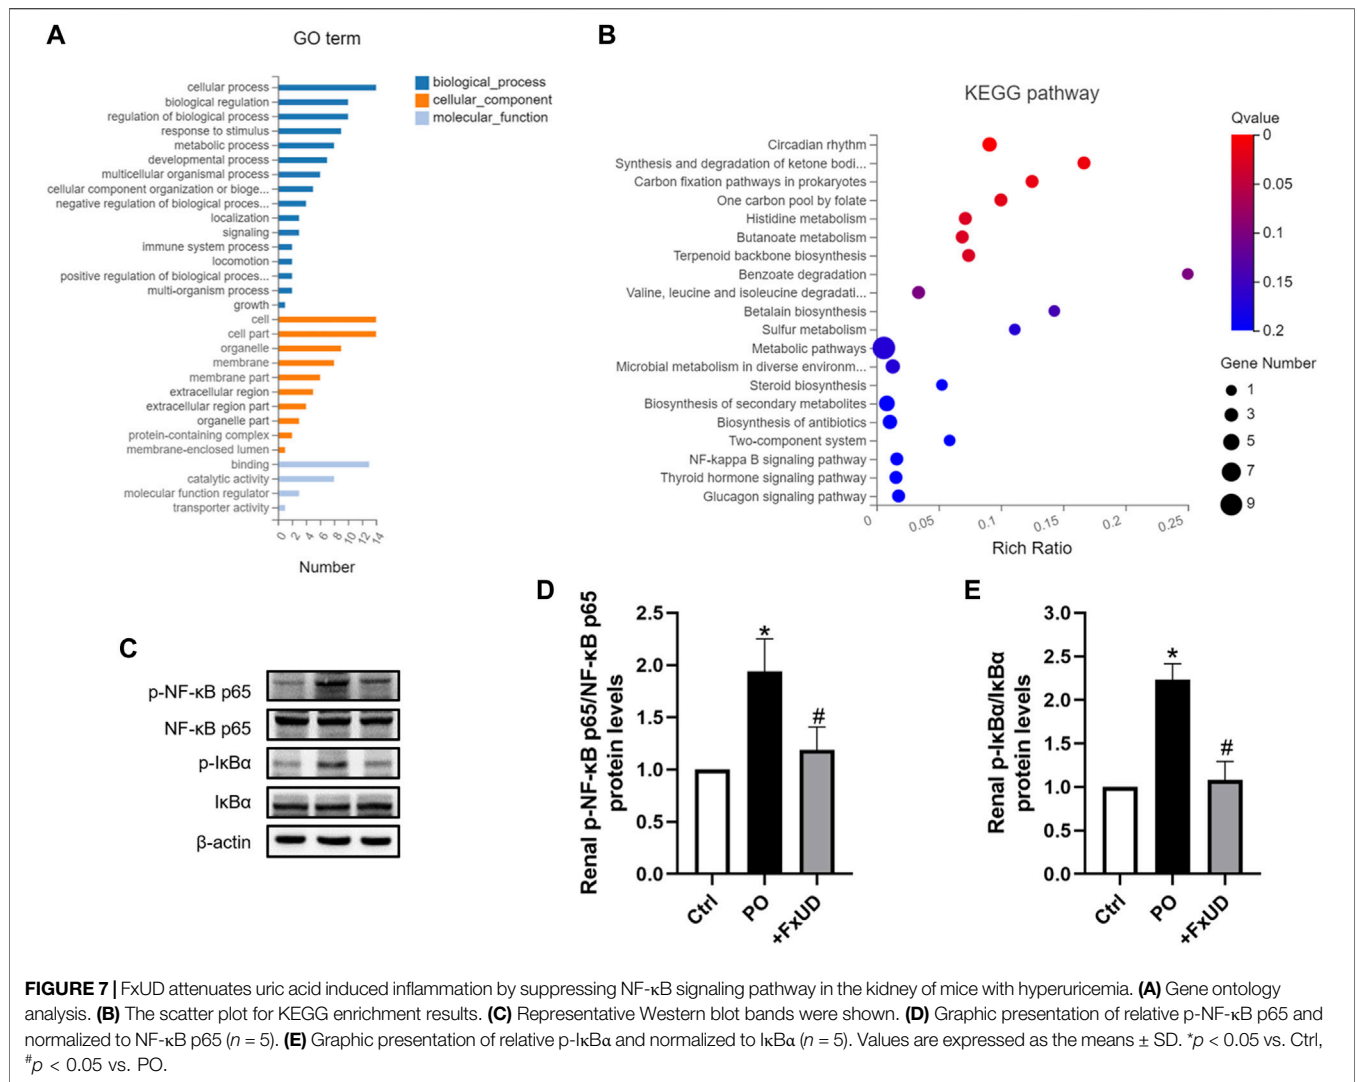 A
GO term
cellular process
biological regulation
regulation of biological process
response to stimulus
metabolic process
developmental process
multicellular organismal process
cellular component organization or bioge...
negative regulation of biological proces...
localization
signaling
immune system process
locomotion
positive regulation of biological proces...
multi-organism process
growth
cell
cell part
organelle
membrane
membrane part
extracellular region
extracellular region part
organelle part
protein-containing complex
membrane-enclosed lumen
binding
catalytic activity
molecular function regulator
transporter activity
0 2 4 6 8 10 12 14
Number
biological_process
cellular_component
molecular_function
B
KEGG pathway
Circadian rhythm
Synthesis and degradation of ketone bodi...
Carbon fixation pathways in prokaryotes
One carbon pool by folate
Histidine metabolism
Butanoate metabolism
Terpenoid backbone biosynthesis
Benzoate degradation
Valine, leucine and isoleucine degradati...
Betalain biosynthesis
Sulfur metabolism
Metabolic pathways
Microbial metabolism in diverse environm...
Steroid biosynthesis
Biosynthesis of secondary metabolites
Biosynthesis of antibiotics
Two-component system
NF-kappa B signaling pathway
Thyroid hormone signaling pathway
Glucagon signaling pathway
0 0.05 0.1 0.15 0.2 0.25
Rich Ratio
Qvalue
0
0.05
0.1
0.15
0.2
Gene Number
1
3
5
7
9
C
p-NF-κB p65
NF-κB p65
p-IκBα
IκBα
β-actin
D
Renal p-NF-κB p65/NF-κB p65
protein levels
2.5
2.0
1.5
1.0
0.5
0.0
*
#
Ctrl PO +FxUD
E
Renal p-IκBα/IκBα
protein levels
3.0
2.5
2.0
1.5
1.0
0.5
0.0
*
#
Ctrl PO +FxUD
FIGURE 7 | FxUD attenuates uric acid induced inflammation by suppressing NF-κB signaling pathway in the kidney of mice with hyperuricemia. (A) Gene ontology
analysis. (B) The scatter plot for KEGG enrichment results. (C) Representative Western blot bands were shown. (D) Graphic presentation of relative p-NF-κB p65 and
normalized to NF-κB p65 (n = 5). (E) Graphic presentation of relative p-IκBα and normalized to IκBα (n = 5). Values are expressed as the means ± SD. *p < 0.05 vs. Ctrl,
#p < 0.05 vs. PO.